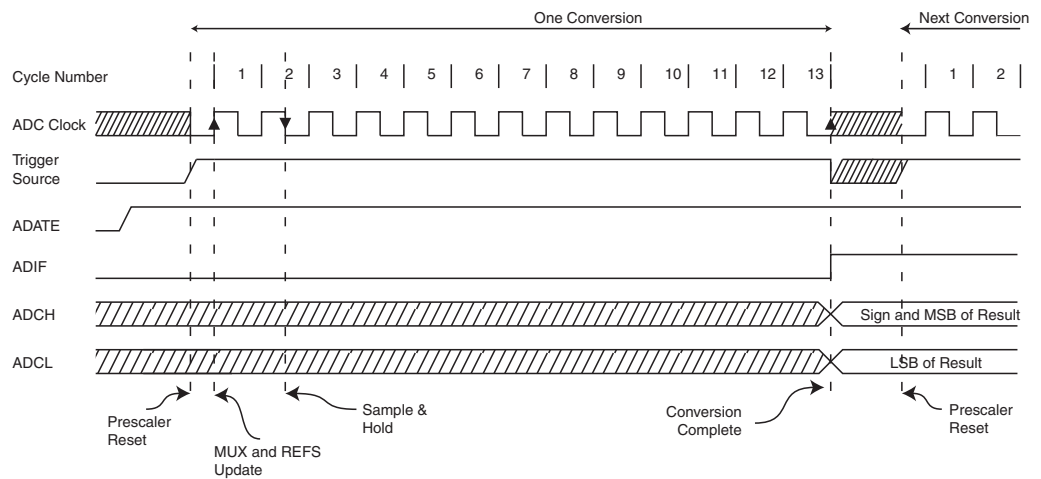 One Conversion
Next Conversion
Cycle Number
1 2 3 4 5 6 7 8 9 10 11 12 13 1 2
ADC Clock
Trigger
Source
ADATE
ADIF
ADCH
Sign and MSB of Result
ADCL
LSB of Result
Prescaler
Reset
MUX and REFS
Update
Sample &
Hold
Conversion
Complete
Prescaler
Reset